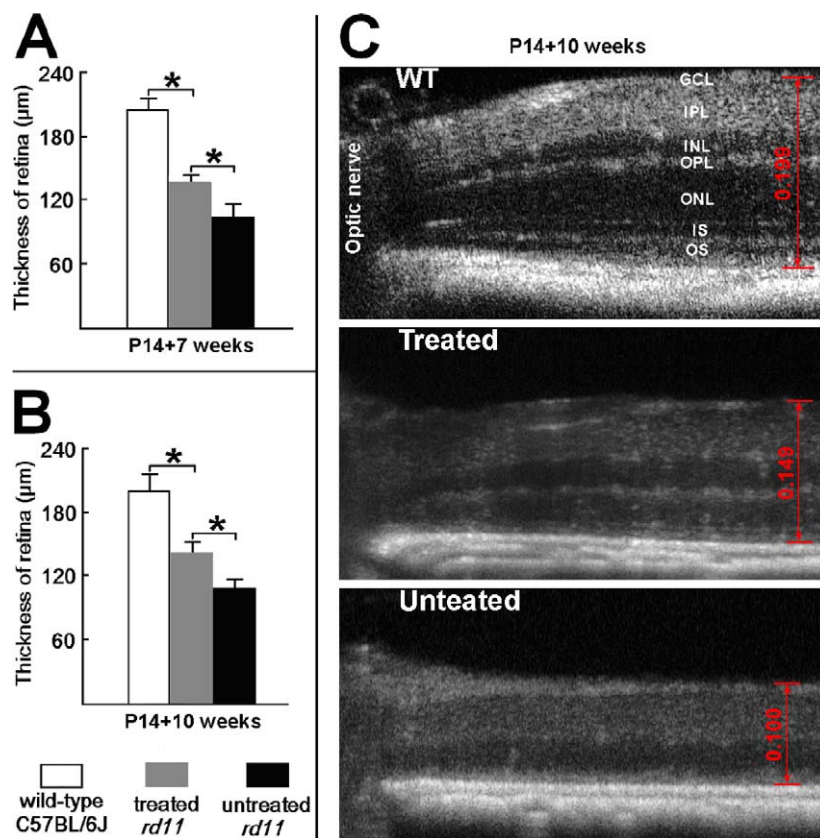 A
Thickness of retina (µm)
240
180
120
60
*
*
P14+7 weeks
B
Thickness of retina (µm)
240
180
120
60
*
*
P14+10 weeks
wild-type
C57BL/6J
treated
rd11
untreated
rd11
C
P14+10 weeks
WT
Optic nerve
GCL
IPL
INL
OPL
ONL
IS
OS
0.199
Treated
0.149
Unteated
0.100